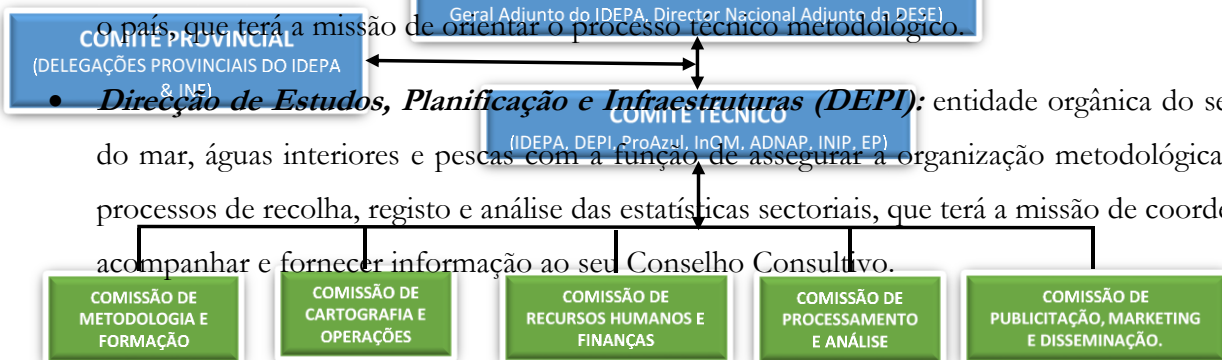 Geral Adjunto do IDEPA, Director Nacional Adjunto da DESE)
o país, que terá a missão de orientar o processo técnico metodológico.
COMITÉ PROVINCIAL
(DELEGAÇÕES PROVINCIAIS DO IDEPA
& INE)
• Direcção de Estudos, Planificação e Infraestruturas (DEPI): entidade orgânica do se
COMITÉ TÉCNICO
(IDEPA, DEPI, ProAzul, InOM, ADNAP, INIP, EP)
do mar, águas interiores e pescas com a função de assegurar a organização metodológica
processos de recolha, registo e análise das estatísticas sectoriais, que terá a missão de coorde
acompanhar e fornecer informação ao seu Conselho Consultivo.
COMISSÃO DE
METODOLOGIA E
FORMAÇÃO
COMISSÃO DE
CARTOGRAFIA E
OPERAÇÕES
COMISSÃO DE
RECURSOS HUMANOS E
FINANÇAS
COMISSÃO DE
PROCESSAMENTO
E ANÁLISE
COMISSÃO DE
PUBLICITAÇÃO, MARKETING
E DISSEMINAÇÃO.